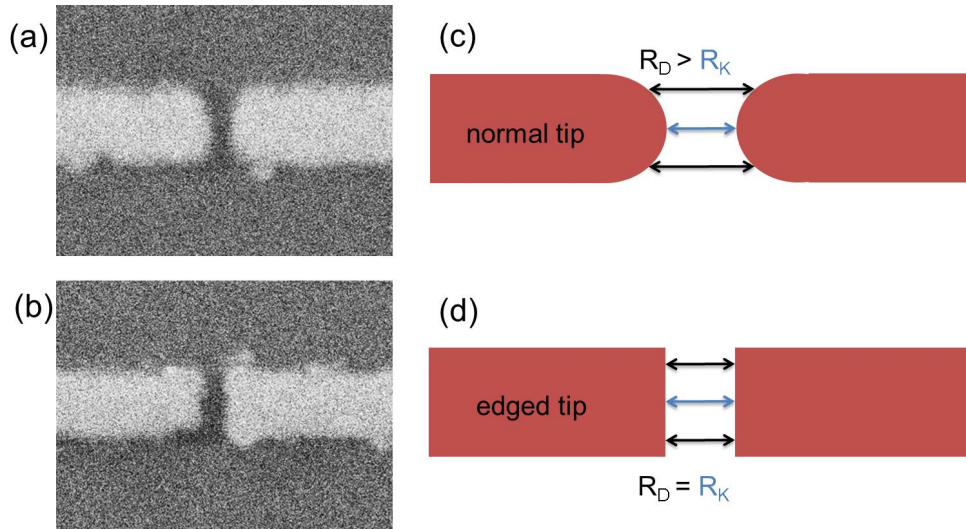 (a)
(b)
(c)
R_D > R_K
normal tip
(d)
edged tip
R_D = R_K